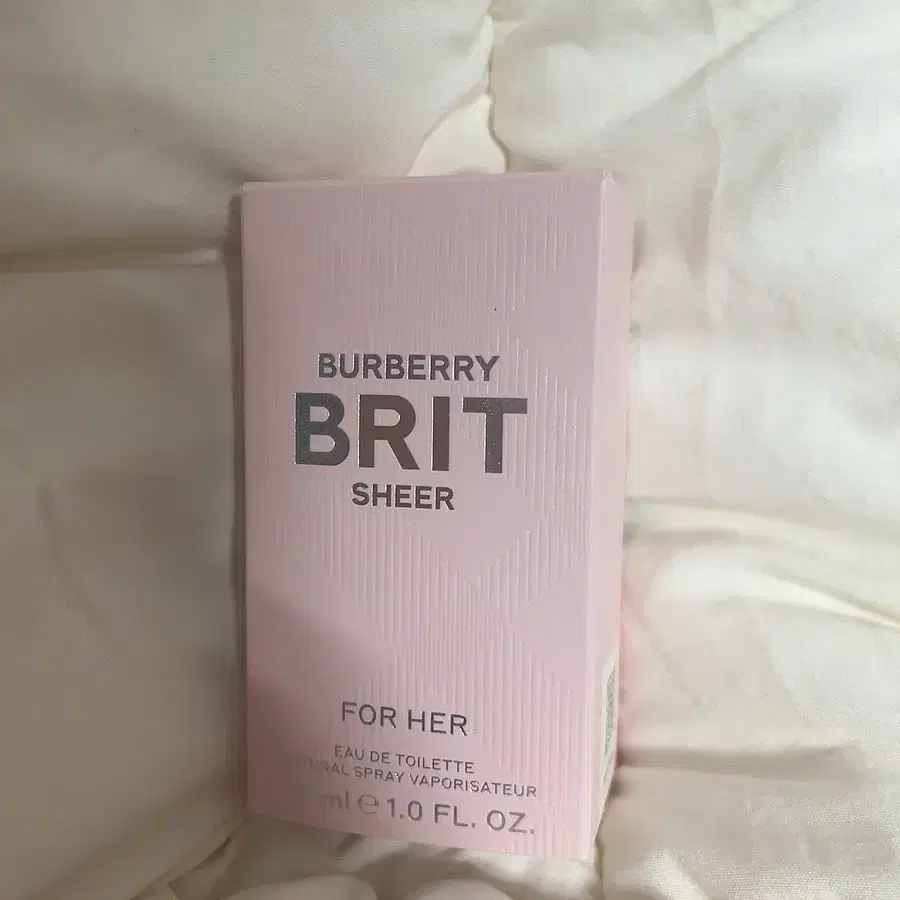 BURBERRY
BRIT
SHEER
FOR HER
EAU DE TOILETTE
SPRAY VAPORISATEUR
ml ℮ 1.0 FL. OZ.